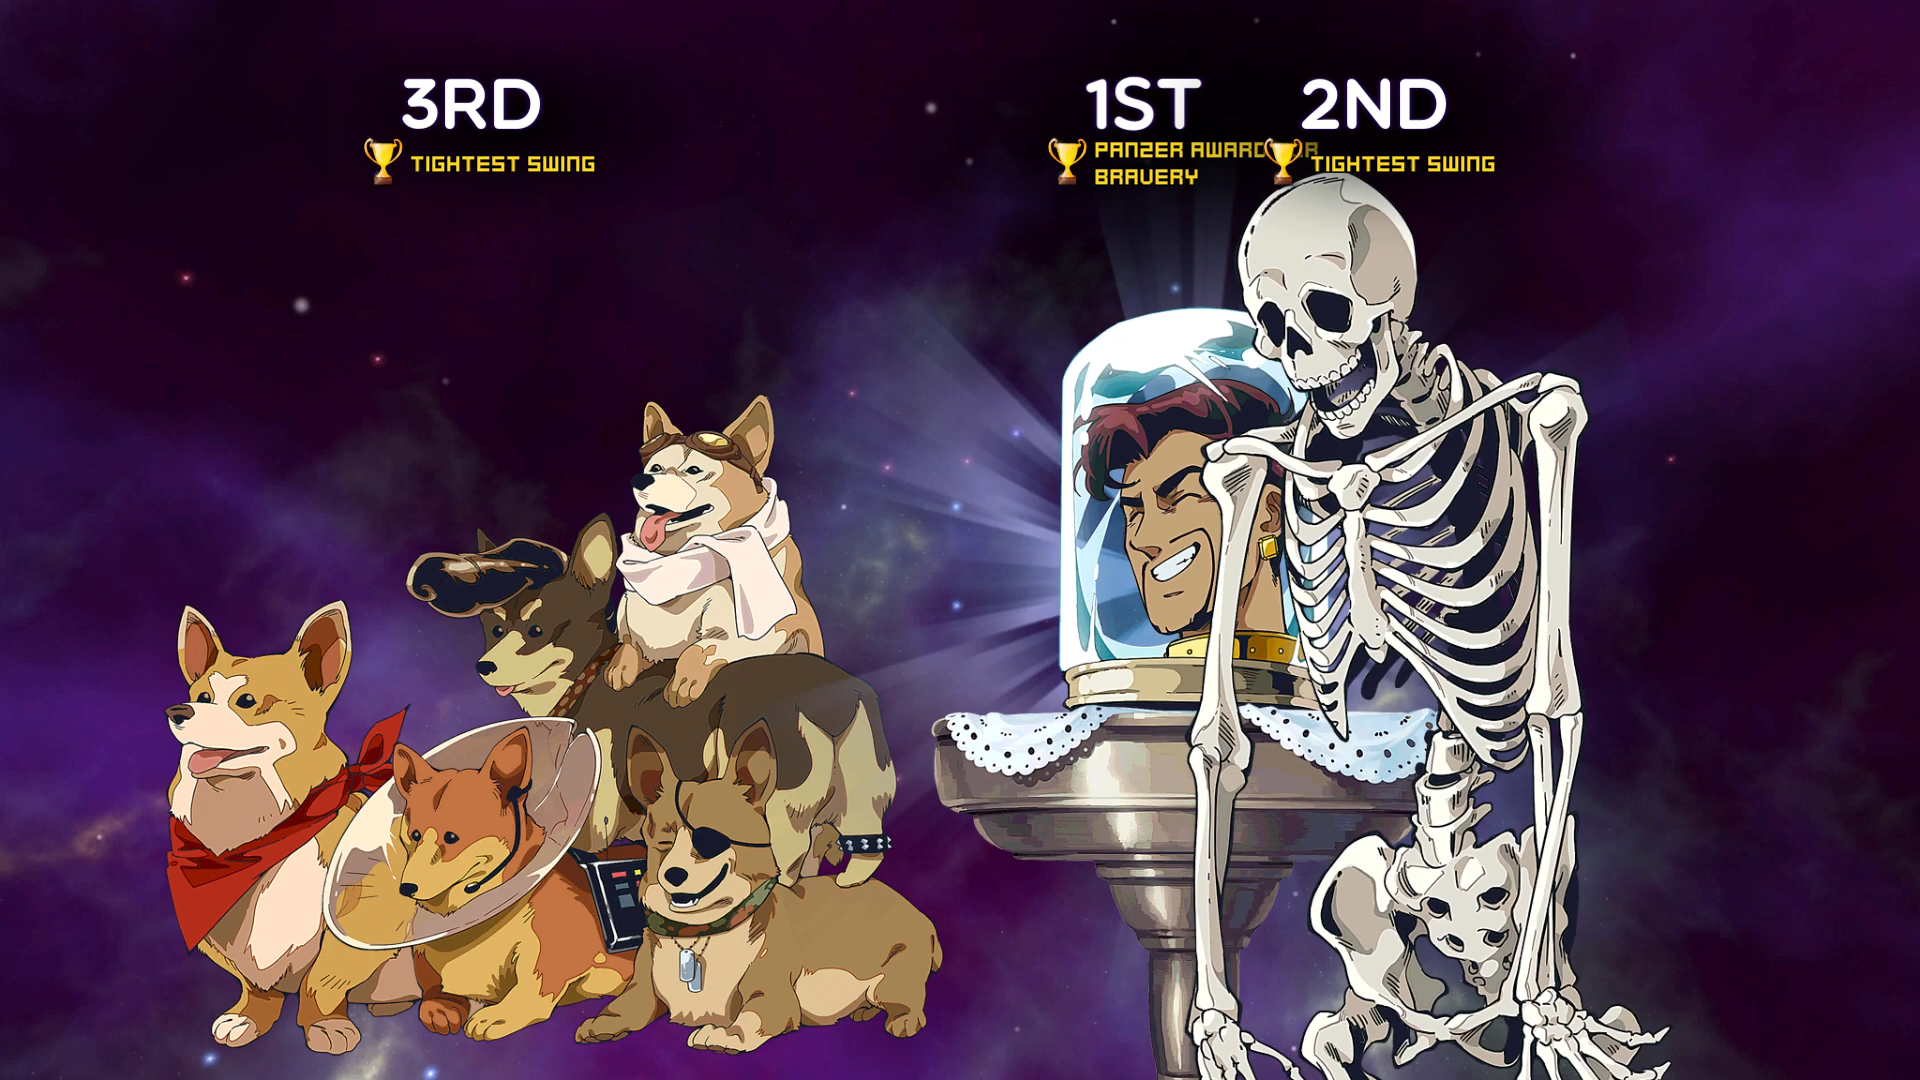 3RD
TIGHTEST SWING
1ST
PANZER AWARD
BRAVERY
2ND
TIGHTEST SWING